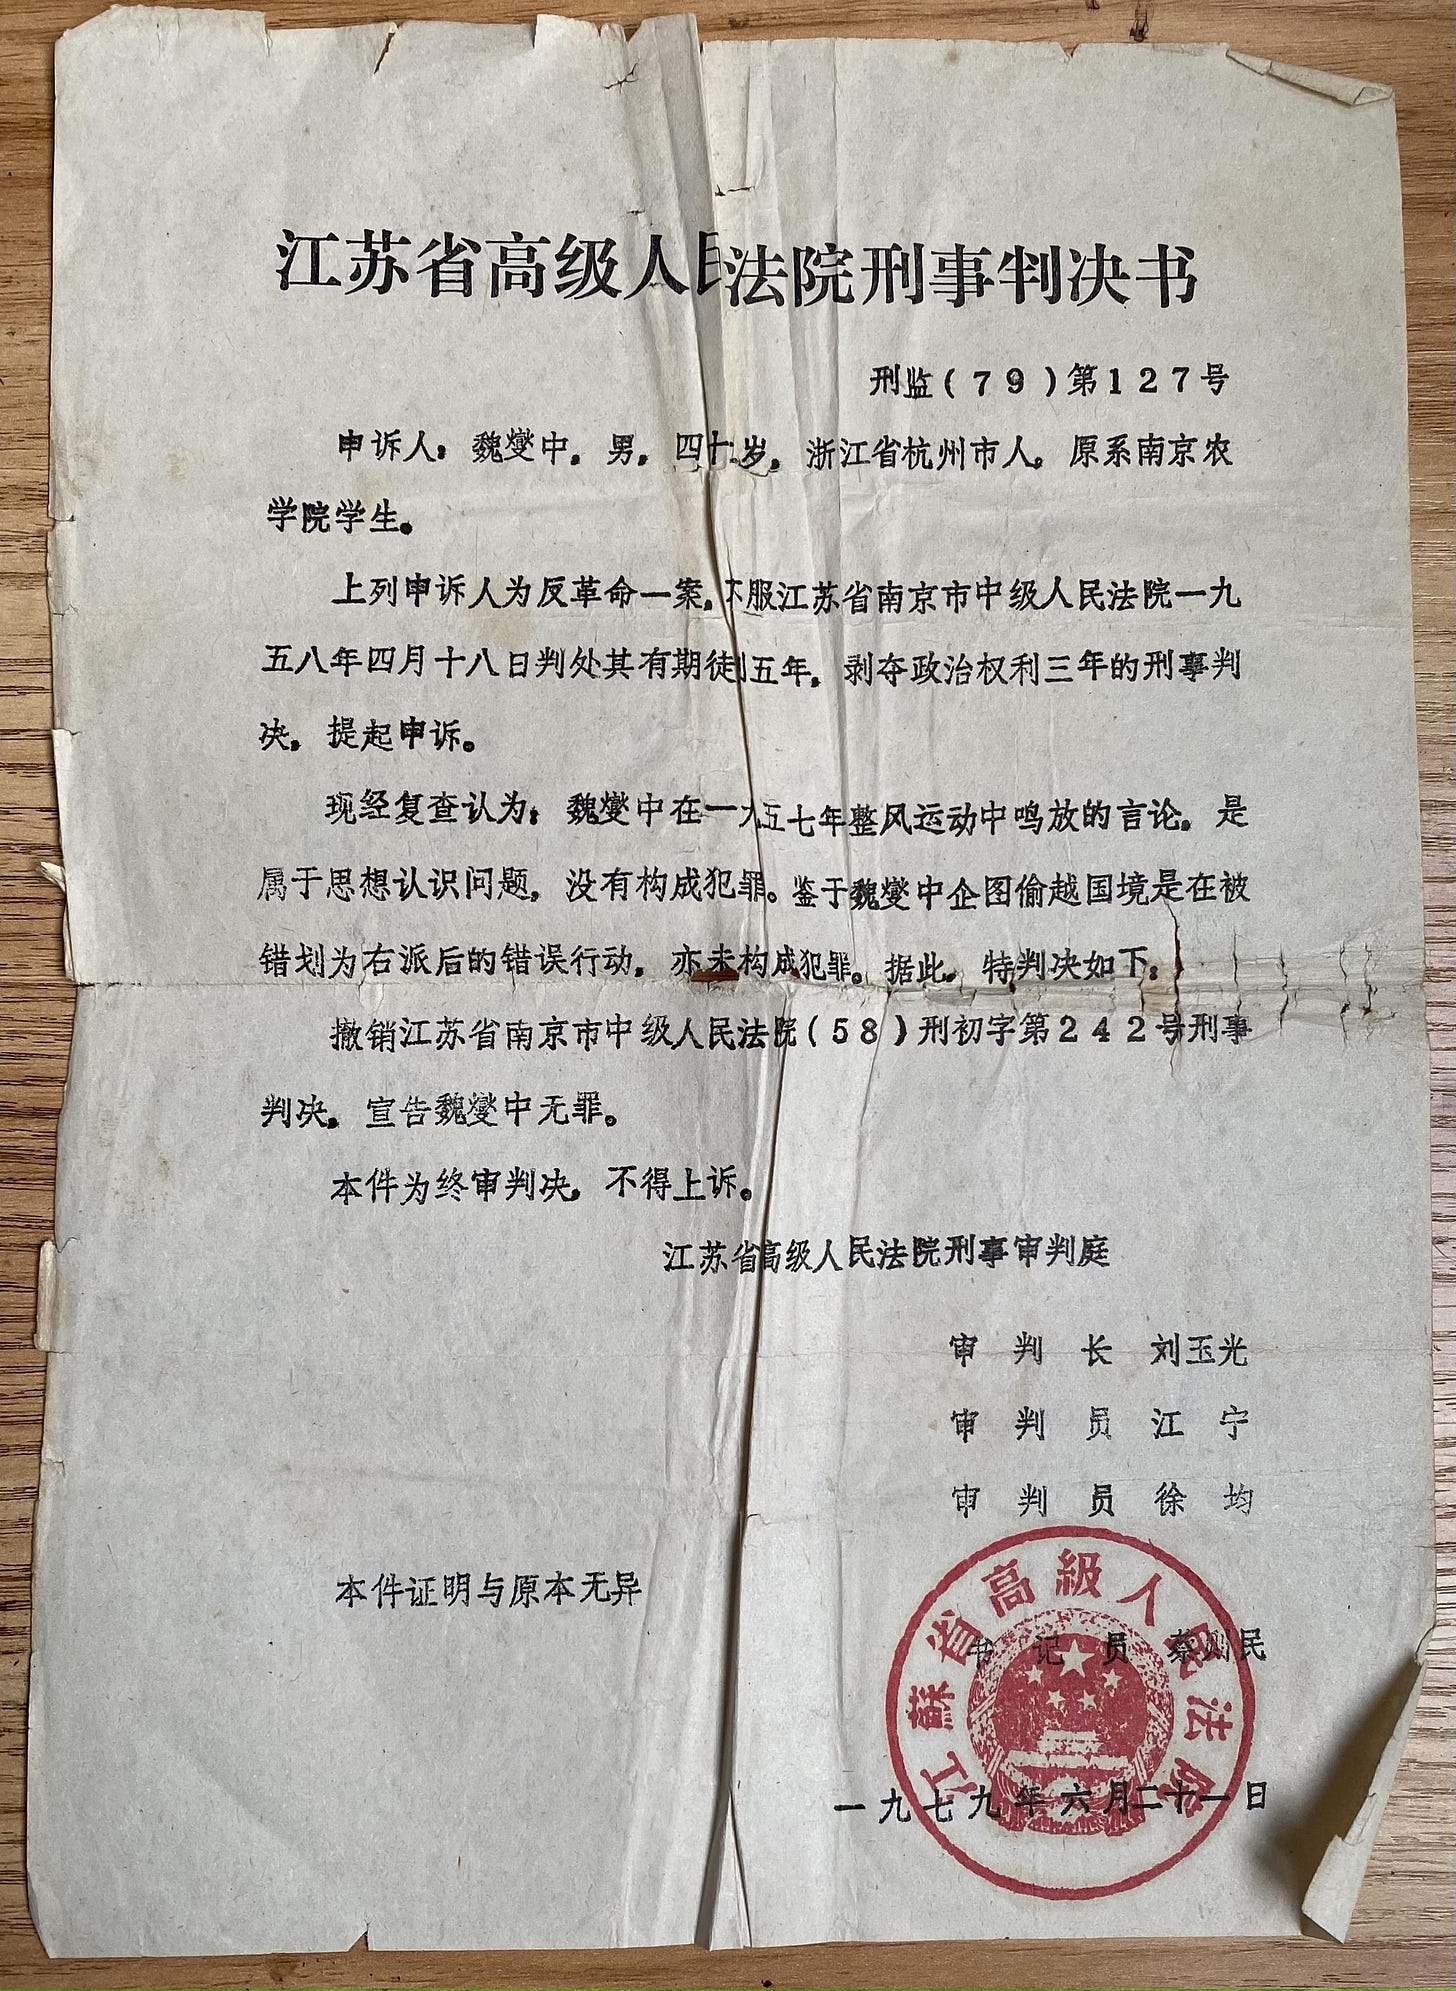 江苏省高级人民法院刑事判决书
刑监(79)第127号
申诉人:魏燮中,男,四十岁,浙江省杭州市人。原系南京农
学院学生。
上列申诉人为反革命一案,不服江苏省南京市中级人民法院一九
五八年四月十八日判处其有期徒刑五年,剥夺政治权利三年的刑事判
决,提起申诉。
现经复查认为:魏燮中在一九五七年整风运动中鸣放的言论,是
属于思想认识问题,没有构成犯罪。鉴于魏燮中企图偷越国境是在被
错划为右派后的错误行动,亦未构成犯罪。据此,特判决如下:
撤销江苏省南京市中级人民法院(58)刑初字第242号刑事
判决,宣告魏燮中无罪。
本件为终审判决,不得上诉。
江苏省高级人民法院刑事审判庭
审判长 刘玉光
审判员 江宁
审判员 徐均
本件证明与原本无异
书记员 蔡则民
一九七九年六月二十一日
江蘇省高級人民法院